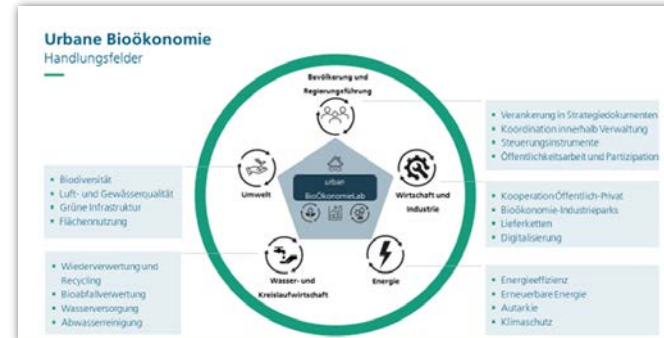 Urbane Bioökonomie
Handlungsfelder
Bevölkerung und
Regierungsführung
Verankerung in Strategiedokumenten
Koordination innerhalb Verwaltung
Steuerungsinstrumente
Öffentlichkeitsarbeit und Partizipation
Biodiversität
Luft- und Gewässerqualität
Grüne Infrastruktur
Flächennutzung
Umwelt
urban
BioÖkonomieLab
Wirtschaft und
Industrie
Kooperation Öffentlich-Privat
Bioökonomie-Industrieparks
Lieferketten
Digitalisierung
Wiederverwertung und
Recycling
Bioabfallverwertung
Wasserversorgung
Abwasserreinigung
Wasser- und
Kreislaufwirtschaft
Energie
Energieeffizienz
Erneuerbare Energie
Autarkie
Klimaschutz